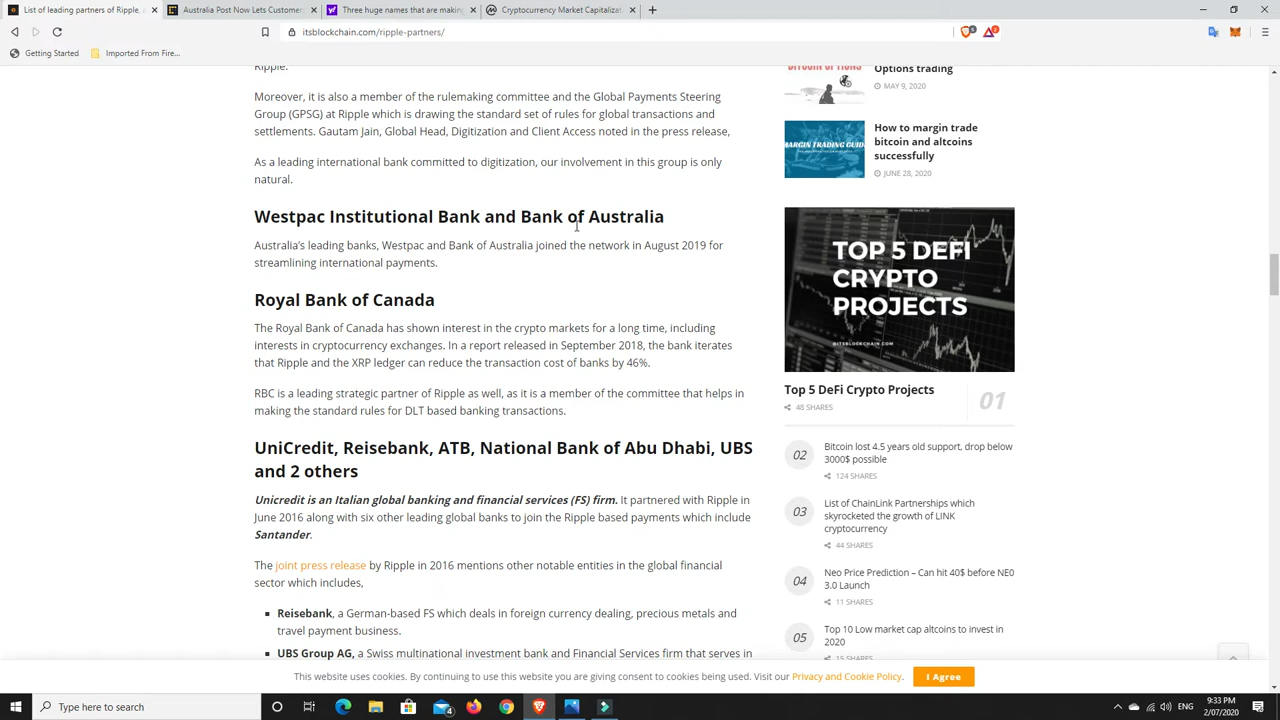 List of leading partners of Ripple,
Australia Post Now Lets Customers
Three huge names that are making
Cryptocurrency Market Capitaliza
itsblockchain.com/ripple-partners/
6
2
Getting Started
Imported From Fire...
Ripple.
Moreover, it is also a member of the rulemaking committee and the Global Payments Steering
Group (GPSG) at Ripple which is drawing the standard set of rules for global transactions and
settlements. Gautam Jain, Global Head, Digitization and Client Access noted in the press release,
As a leading international bank committed to digitization, our involvement in this group is only
natural.
Westpac Institutional Bank and Bank of Australia
Australia's leading banks, Westpac and Bank of Australia joined the network in August 2019 for
streamlining international payments.
Royal Bank of Canada
The Royal Bank of Canada has shown interest in the crypto markets for a long time, including
interests in cryptocurrency exchanges. In a report released in September 2018, the bank iterates
that Ripple and the XRP ledger can reduce the transaction cost of banks by 46%.
RBC is a leading strategic partner of Ripple as well, as it is a member of the committee that helps in
making the standard rules for DLT based banking transactions.
UniCredit, Reisebank, ATB, National Bank of Abu Dhabi, UBS
and 2 others
Unicredit is an Italian global banking and financial services (FS) firm. It partnered with Ripple in
June 2016 along with six other leading global banks to join the Ripple based payments which include
Santander.
The joint press release by Ripple in 2016 mentions other notable entities in the global financial
sector which includes,
Reisebank, a German-based FS which deals in foreign currency dealing, precious metals and
travel payment business.
UBS Group AG, a Swiss multinational investment bank and Financial Services firm that serves in
BITCOIN OPTIONS
Options trading
MAY 9, 2020
MARGIN TRADING GUIDE
How to margin trade
bitcoin and altcoins
successfully
JUNE 28, 2020
TOP 5 DEFI
CRYPTO
PROJECTS
@ITSBLOCKCHAIN.COM
Top 5 DeFi Crypto Projects
48 SHARES
01
02
Bitcoin lost 4.5 years old support, drop below
3000$ possible
124 SHARES
03
List of ChainLink Partnerships which
skyrocketed the growth of LINK
cryptocurrency
44 SHARES
04
Neo Price Prediction – Can hit 40$ before NE0
3.0 Launch
11 SHARES
05
Top 10 Low market cap altcoins to invest in
2020
15 SHARES
This website uses cookies. By continuing to use this website you are giving consent to cookies being used. Visit our Privacy and Cookie Policy.
I Agree
Type here to search
ENG
9:33 PM
2/07/2020